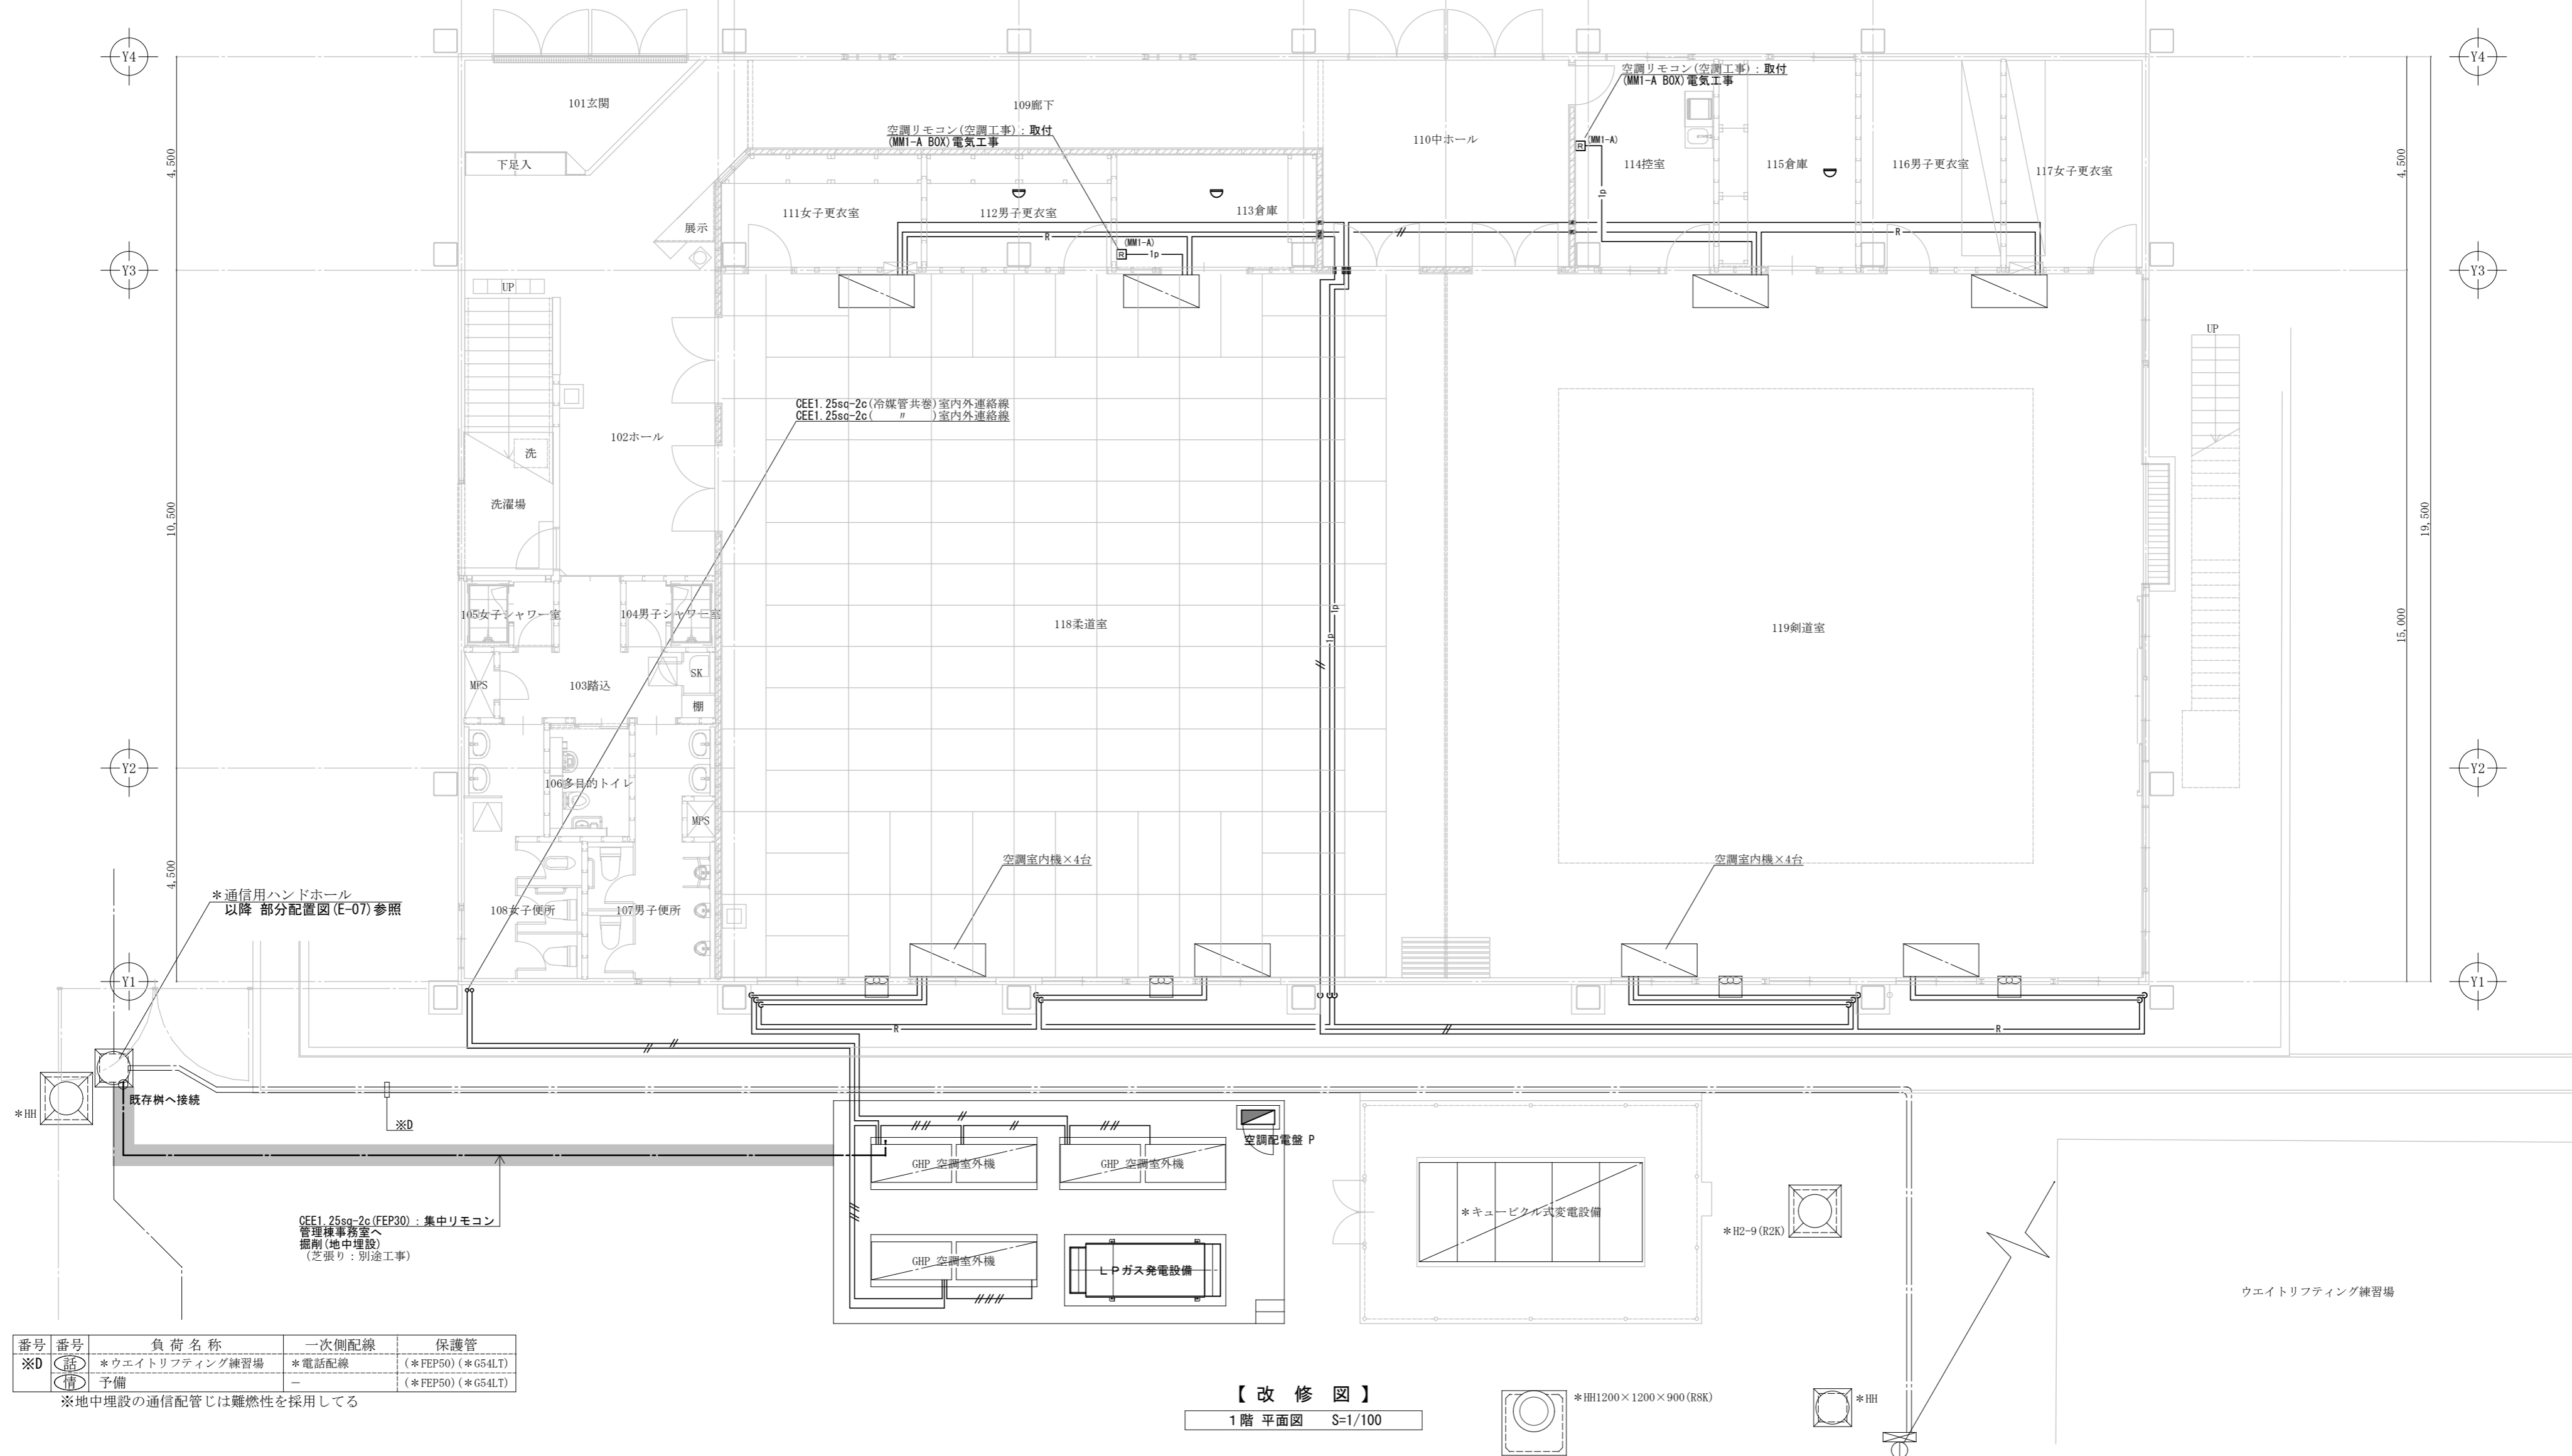 Y4
Y4
空調リモコン(空調工事):取付
(MM1-A BOX)電気工事
101玄関
109廊下
空調リモコン(空調工事):取付
(MM1-A BOX)電気工事
110中ホール
R
(MM1-A)
114控室
115倉庫
116男子更衣室
117女子更衣室
4,500
下足入
4,500
1p
111女子更衣室
112男子更衣室
113倉庫
展示
R
R
(MM1-A)
R
1p
Y3
Y3
UP
UP
CEE1.25sq-2c(冷媒管共巻)室内外連絡線
CEE1.25sq-2c( 〃 )室内外連絡線
102ホール
洗
洗濯場
10,500
19,500
105女子シャワー室
104男子シャワー室
1p
1p
118柔道室
119剣道室
15,000
MPS
103踏込
SK
棚
Y2
Y2
106多目的トイレ
MPS
空調室内機×4台
空調室内機×4台
4,500
*通信用ハンドホール
以降 部分配置図(E-07)参照
108女子便所
107男子便所
Y1
Y1
R
R
既存桝へ接続
*HH
※D
空調配電盤 P
GHP 空調室外機
GHP 空調室外機
CEE1.25sq-2c(FEP30):集中リモコン
管理棟事務室へ
掘削(地中埋設)
(芝張り:別途工事)
*キュービクル式変電設備
*H2-9(R2K)
GHP 空調室外機
LPガス発電設備
ウエイトリフティング練習場
番号 番号 負荷名称 一次側配線 保護管
※D 話 *ウエイトリフティング練習場 *電話配線 (*FEP50)(*G54LT)
情 予備 − (*FEP50)(*G54LT)
※地中埋設の通信配管じは難燃性を採用してる
【 改 修 図 】
1階 平面図 S=1/100
*HH1200×1200×900(R8K)
*HH